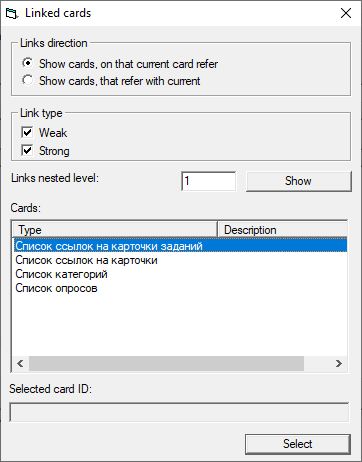 Linked cards
Links direction
Show cards, on that current card refer
Show cards, that refer with current
Link type
Weak
Strong
Links nested level: 1 Show
Cards:
Type Description
Список ссылок на карточки заданий
Список ссылок на карточки
Список категорий
Список опросов
Selected card ID:
Select